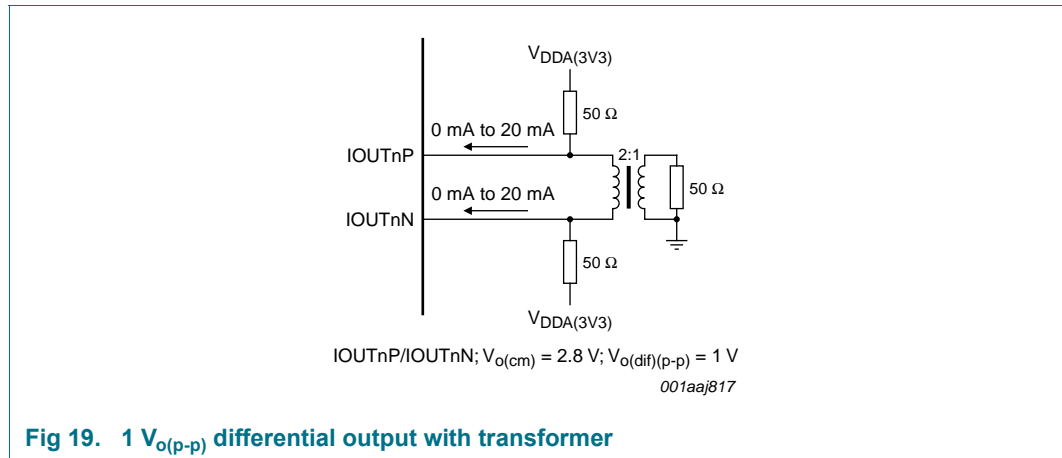 VDDA(3V3)
50 Ω
0 mA to 20 mA
IOUTnP
2:1
0 mA to 20 mA
50 Ω
IOUTnN
50 Ω
VDDA(3V3)
IOUTnP/IOUTnN; Vo(cm) = 2.8 V; Vo(dif)(p-p) = 1 V
001aaj817
Fig 19. 1 Vo(p-p) differential output with transformer